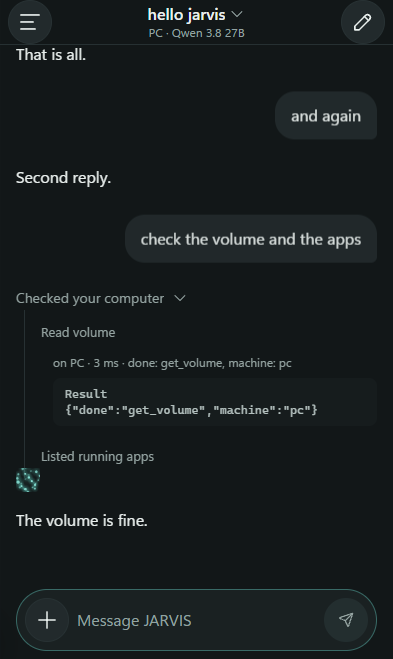 hello jarvis
PC · Qwen 3.8 27B
That is all.
and again
Second reply.
check the volume and the apps
Checked your computer
Read volume
on PC · 3 ms · done: get_volume, machine: pc
Result
{"done":"get_volume","machine":"pc"}
Listed running apps
The volume is fine.
Message JARVIS